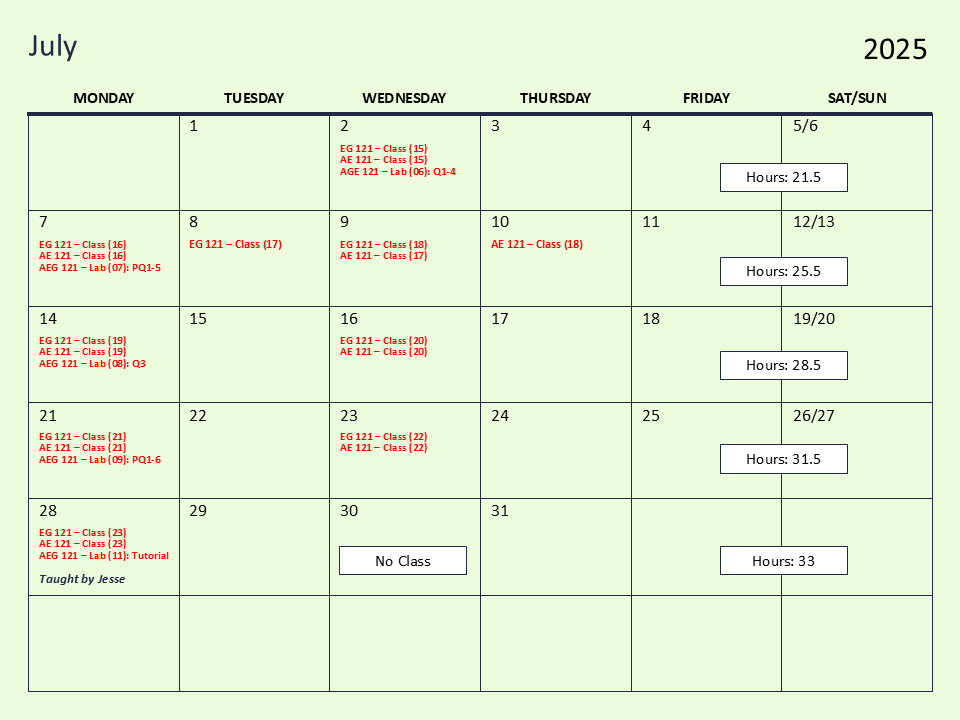 July
2025
MONDAY
TUESDAY
WEDNESDAY
THURSDAY
FRIDAY
SAT/SUN
1
2
EG 121 – Class (15)
AE 121 – Class (15)
AGE 121 – Lab (06): Q1-4
3
4
5/6
Hours: 21.5
7
EG 121 – Class (16)
AE 121 – Class (16)
AEG 121 – Lab (07): PQ1-5
8
EG 121 – Class (17)
9
EG 121 – Class (18)
AE 121 – Class (17)
10
AE 121 – Class (18)
11
12/13
Hours: 25.5
14
EG 121 – Class (19)
AE 121 – Class (19)
AEG 121 – Lab (08): Q3
15
16
EG 121 – Class (20)
AE 121 – Class (20)
17
18
19/20
Hours: 28.5
21
EG 121 – Class (21)
AE 121 – Class (21)
AEG 121 – Lab (09): PQ1-6
22
23
EG 121 – Class (22)
AE 121 – Class (22)
24
25
26/27
Hours: 31.5
28
EG 121 – Class (23)
AE 121 – Class (23)
AEG 121 – Lab (11): Tutorial
Taught by Jesse
29
30
No Class
31
Hours: 33